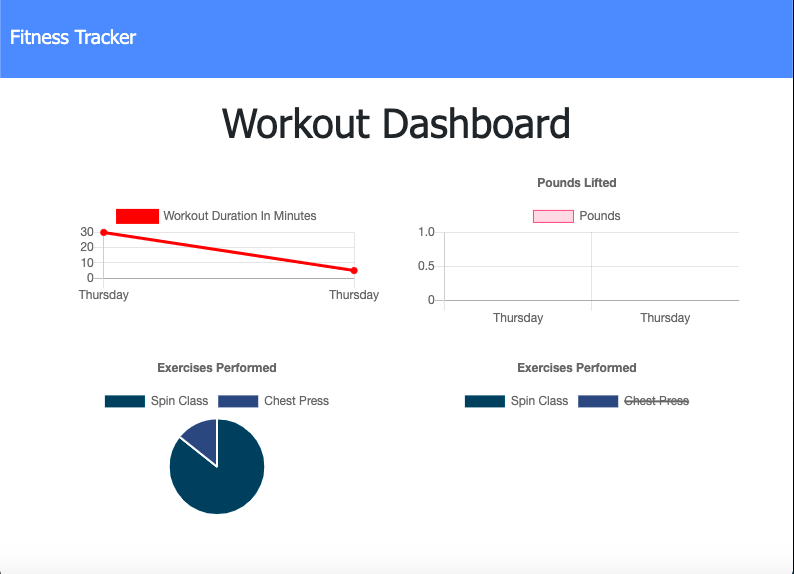 Fitness Tracker
Workout Dashboard
Workout Duration In Minutes
30
20
10
0
Thursday Thursday
Pounds Lifted
Pounds
1.0
0.5
0
Thursday Thursday
Exercises Performed
Spin Class Chest Press
Exercises Performed
Spin Class Chest Press